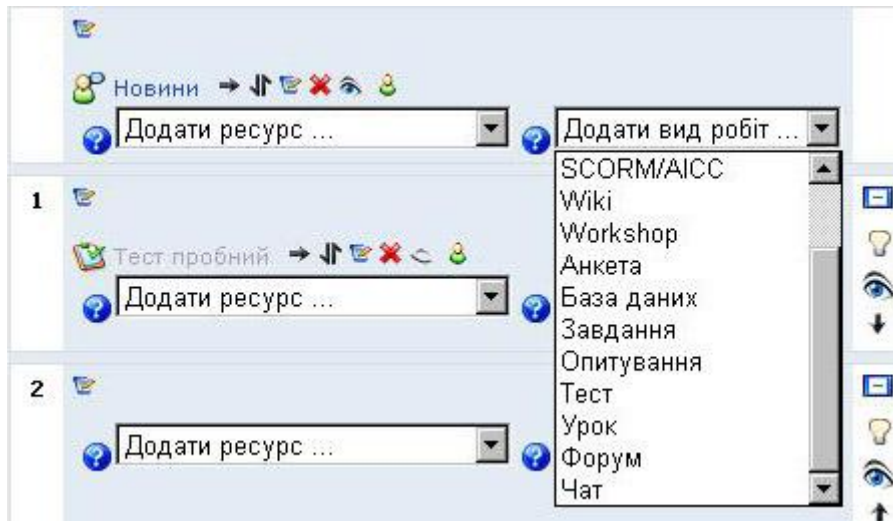 Новини
Додати ресурс ...
Додати вид робіт ...
SCORM/AICC
Wiki
Workshop
Анкета
База даних
Завдання
Опитування
Тест
Урок
Форум
Чат
1
Тест пробний
Додати ресурс ...
2
Додати ресурс ...